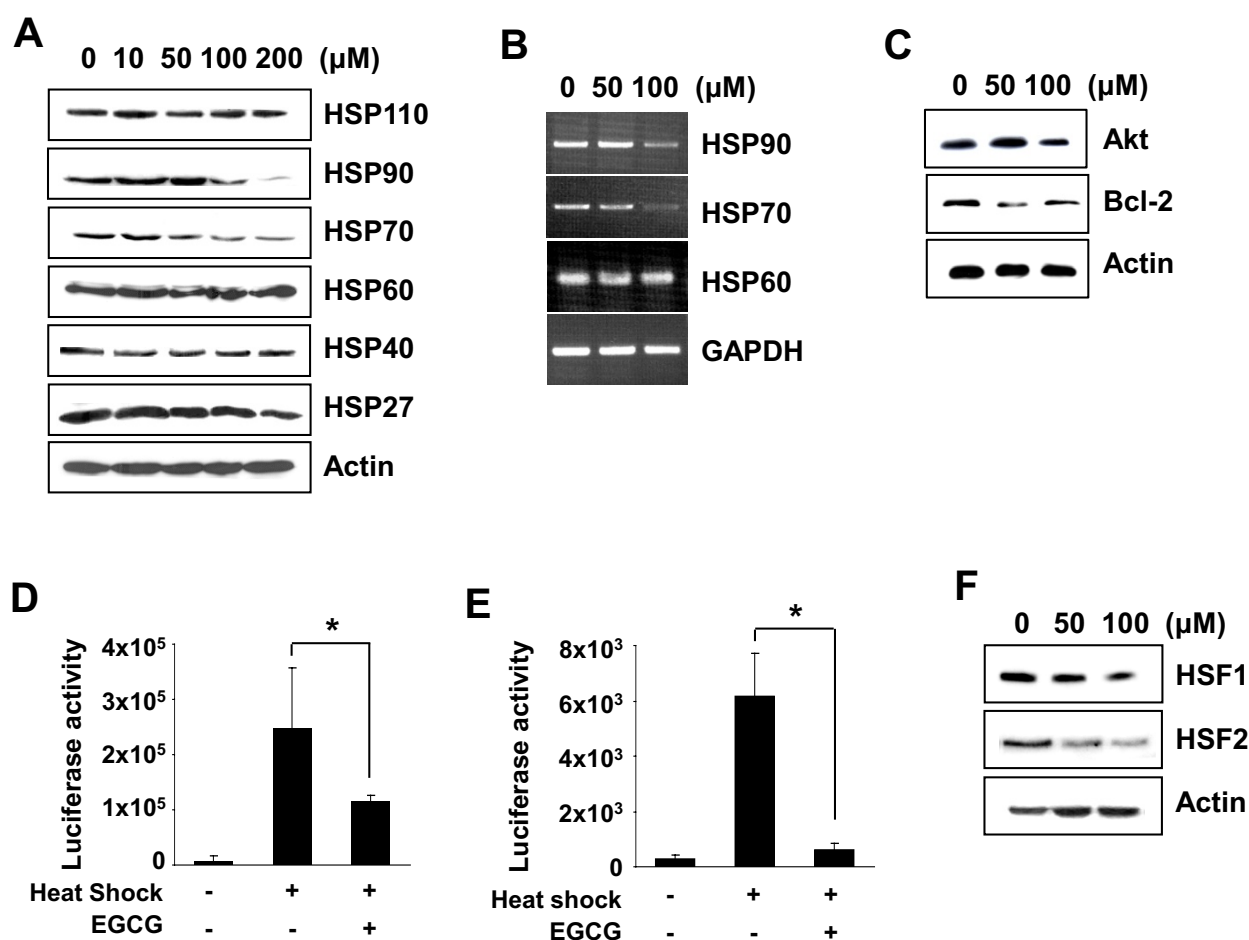 A
0 10 50 100 200 (µM)
HSP110
HSP90
HSP70
HSP60
HSP40
HSP27
Actin
B
0 50 100 (µM)
HSP90
HSP70
HSP60
GAPDH
C
0 50 100 (µM)
Akt
Bcl-2
Actin
D
*
Luciferase activity
4x10⁵
3x10⁵
2x10⁵
1x10⁵
0
Heat Shock - + +
EGCG - - +
E
*
Luciferase activity
8x10³
6x10³
4x10³
2x10³
0
Heat shock - + +
EGCG - - +
F
0 50 100 (µM)
HSF1
HSF2
Actin